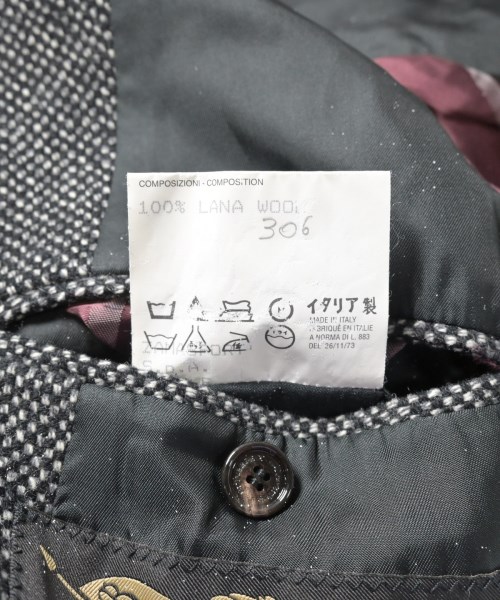 COMPOSIZIONI - COMPOSITION
100% LANA WOOL
306
イタリア製
MADE IN ITALY
FABRIQUÉ EN ITALIE
A NORMA DI L. 883
DEL 26/11/73
S.p.A.